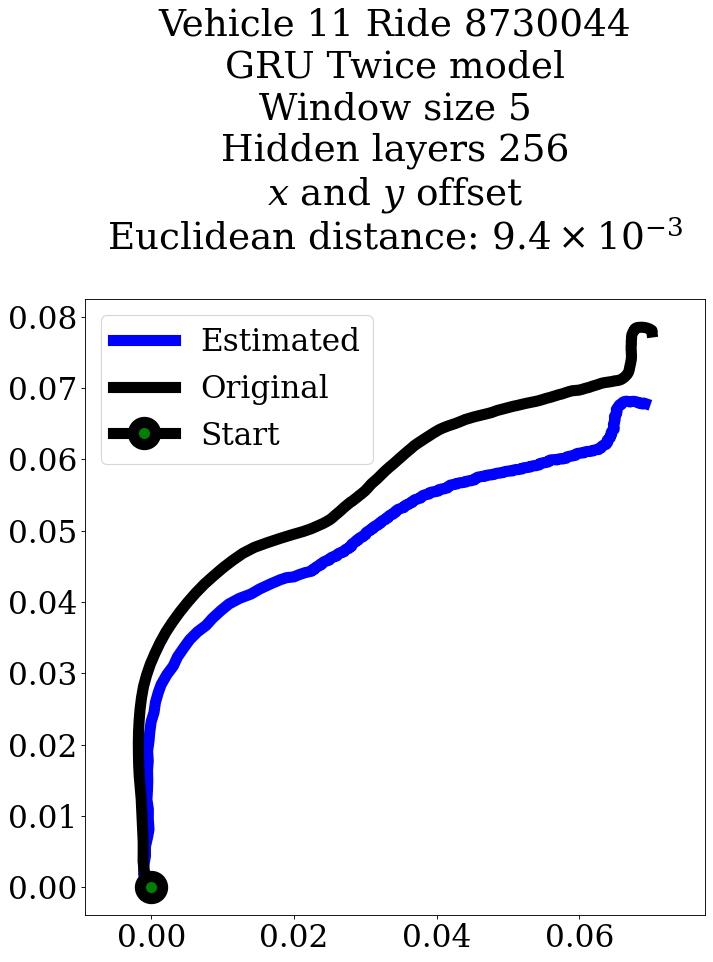 Vehicle 11 Ride 8730044
GRU Twice model
Window size 5
Hidden layers 256
x and y offset
Euclidean distance: 9.4 × 10⁻³
0.08
0.07
0.06
0.05
0.04
0.03
0.02
0.01
0.00
Estimated
Original
Start
0.00 0.02 0.04 0.06